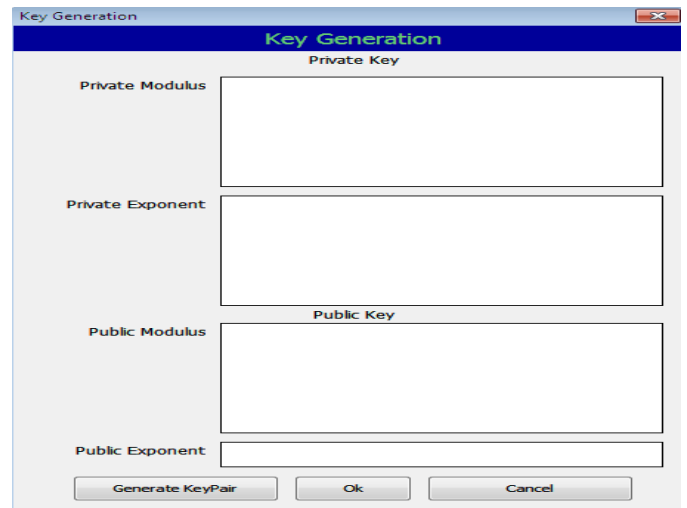 Key Generation
Key Generation
Private Key
Private Modulus
Private Exponent
Public Key
Public Modulus
Public Exponent
Generate KeyPair Ok Cancel